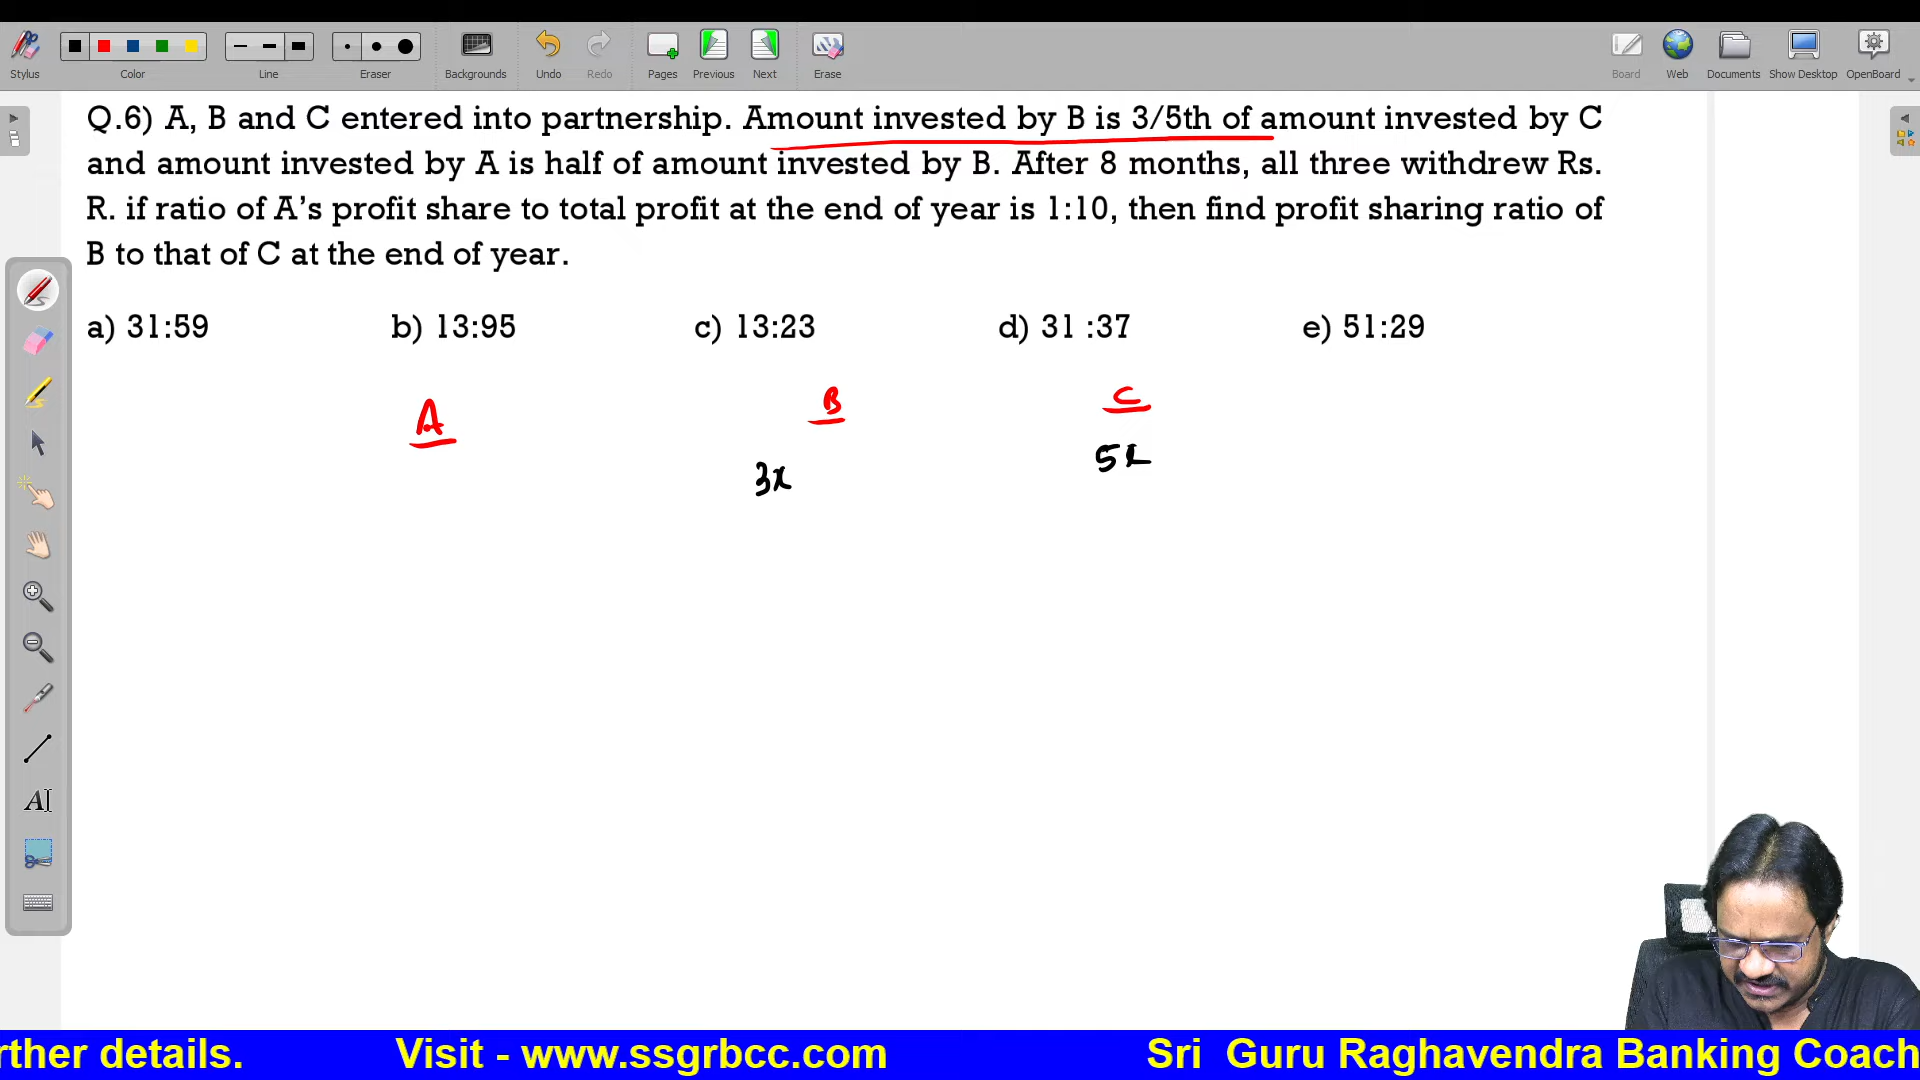 Stylus
Color
Line
Eraser
Backgrounds
Undo
Redo
Pages
Previous
Next
Erase
Board
Web
Documents
Show Desktop
OpenBoard
Q.6) A, B and C entered into partnership. Amount invested by B is 3/5th of amount invested by C
and amount invested by A is half of amount invested by B. After 8 months, all three withdrew Rs.
R. if ratio of A’s profit share to total profit at the end of year is 1:10, then find profit sharing ratio of
B to that of C at the end of year.
a) 31:59 b) 13:95 c) 13:23 d) 31 :37 e) 51:29
A B C
3x 5x
rther details. Visit - www.ssgrbcc.com Sri Guru Raghavendra Banking Coach